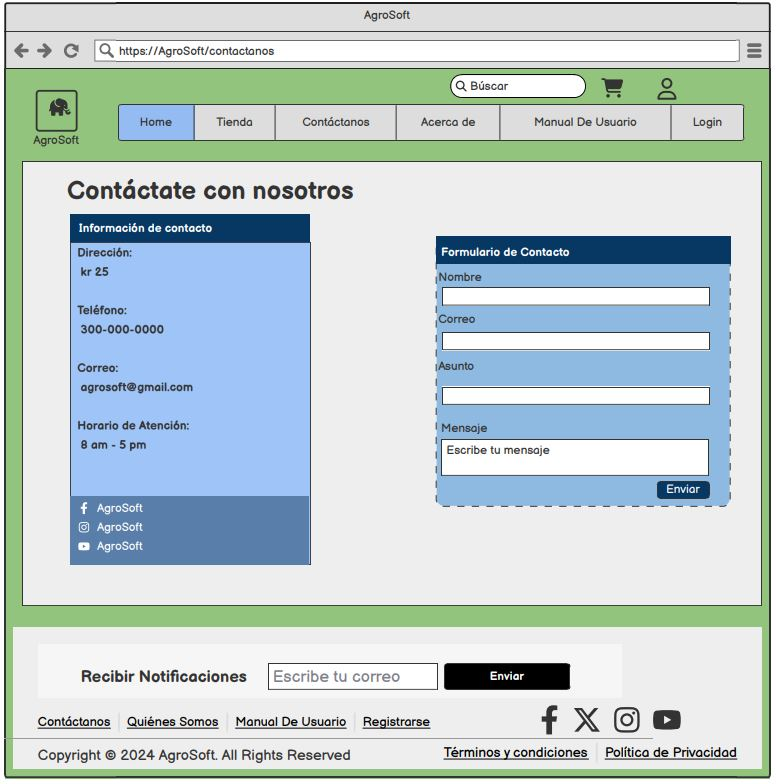 AgroSoft
https://AgroSoft/contactanos
Búscar
AgroSoft
Home Tienda Contáctanos Acerca de Manual De Usuario Login
Contáctate con nosotros
Información de contacto
Dirección:
kr 25
Teléfono:
300-000-0000
Correo:
agrosoft@gmail.com
Horario de Atención:
8 am - 5 pm
AgroSoft
AgroSoft
AgroSoft
Formulario de Contacto
Nombre
Correo
Asunto
Mensaje
Escribe tu mensaje
Enviar
Recibir Notificaciones Escribe tu correo Enviar
Contáctanos Quiénes Somos Manual De Usuario Registrarse
Copyright © 2024 AgroSoft. All Rights Reserved Términos y condiciones Política de Privacidad